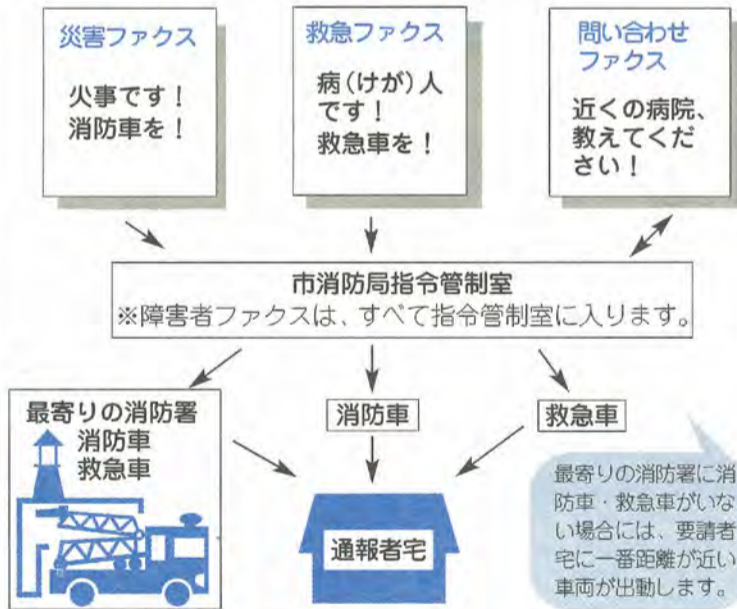 災害ファクス
火事です！
消防車を！
救急ファクス
病（けが）人
です！
救急車を！
問い合わせ
ファクス
近くの病院、
教えてくだ
さい！
市消防局指令管制室
※障害者ファクスは、すべて指令管制室に入ります。
最寄りの消防署
消防車
救急車
消防車
救急車
通報者宅
最寄りの消防署に消
防車・救急車がいな
い場合には、要請者
宅に一番距離が近い
車両が出動します。